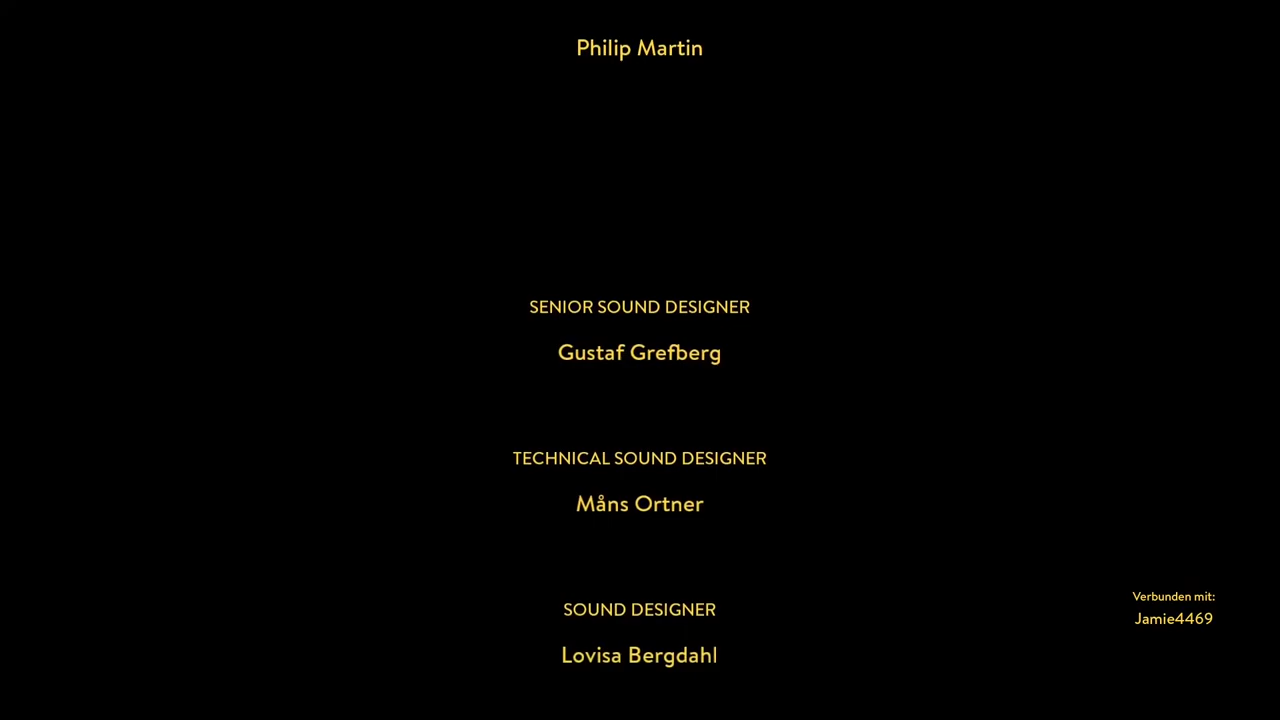 Philip Martin
SENIOR SOUND DESIGNER
Gustaf Grefberg
TECHNICAL SOUND DESIGNER
Måns Ortner
SOUND DESIGNER
Lovisa Bergdahl
Verbunden mit:
Jamie4469